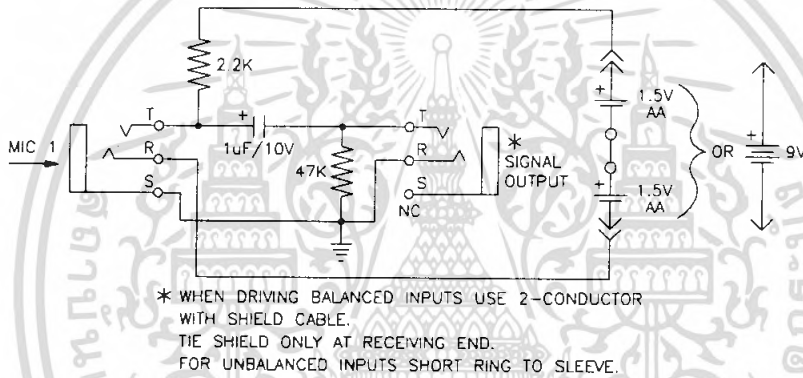 2.2K
T
+
T
+
1.5V
AA
+
MIC 1
R
1uF/10V
R
*
SIGNAL
OUTPUT
OR
9V
47K
S
S
NC
+
1.5V
AA
* WHEN DRIVING BALANCED INPUTS USE 2-CONDUCTOR
WITH SHIELD CABLE.
TIE SHIELD ONLY AT RECEIVING END.
FOR UNBALANCED INPUTS SHORT RING TO SLEEVE.